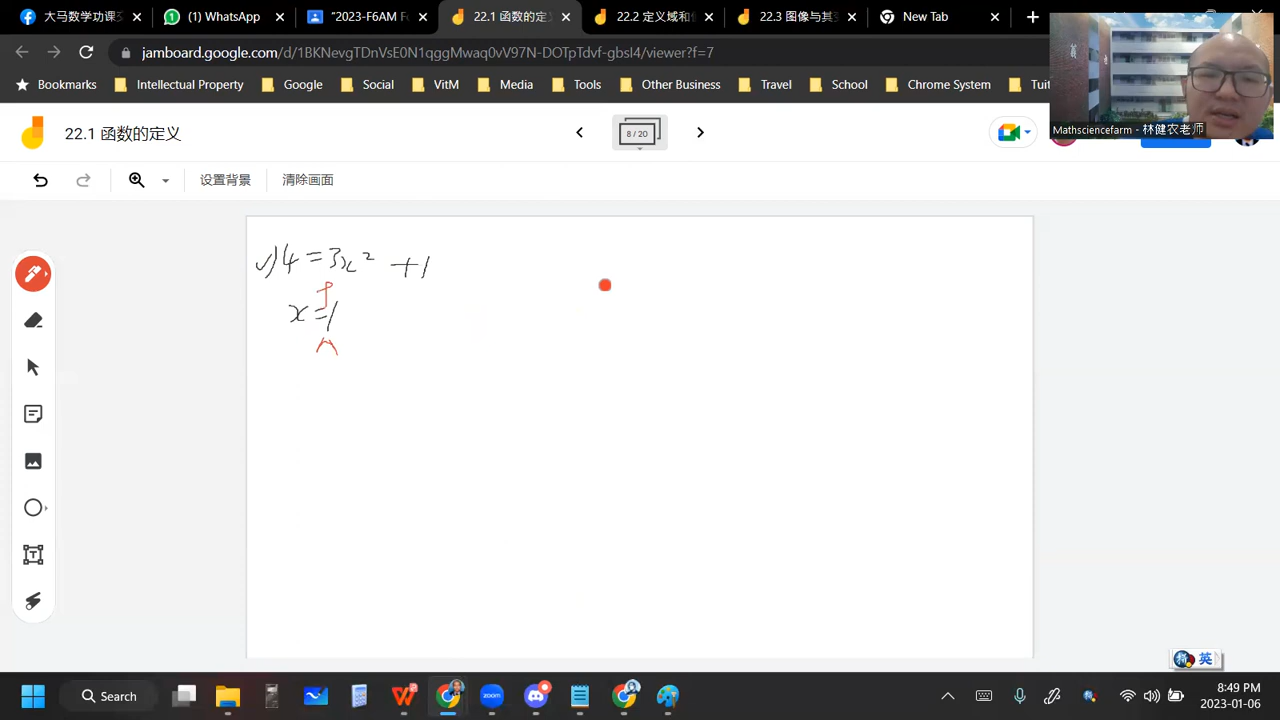 大马数学功课
(1) WhatsApp
"2023-F6AM Fo
22.1 函数的定
22.2 定义域和
22.3 图像与其
New Tab
jamboard.google.com/d/1BKNevgTDnVsE0N1
/viewer?f=7
Bookmarks
Intellectual Property
Google
Social
VitM
Media
Tools
Other Business
Travel
School
Chrome System
Tuit
Mathsciencefarm - 林健农老师
22.1 函数的定义
8 / 20
设置背景
清除画面
v) 4 = 3x² + 1
x = 1
英
Search
8:49 PM
2023-01-06